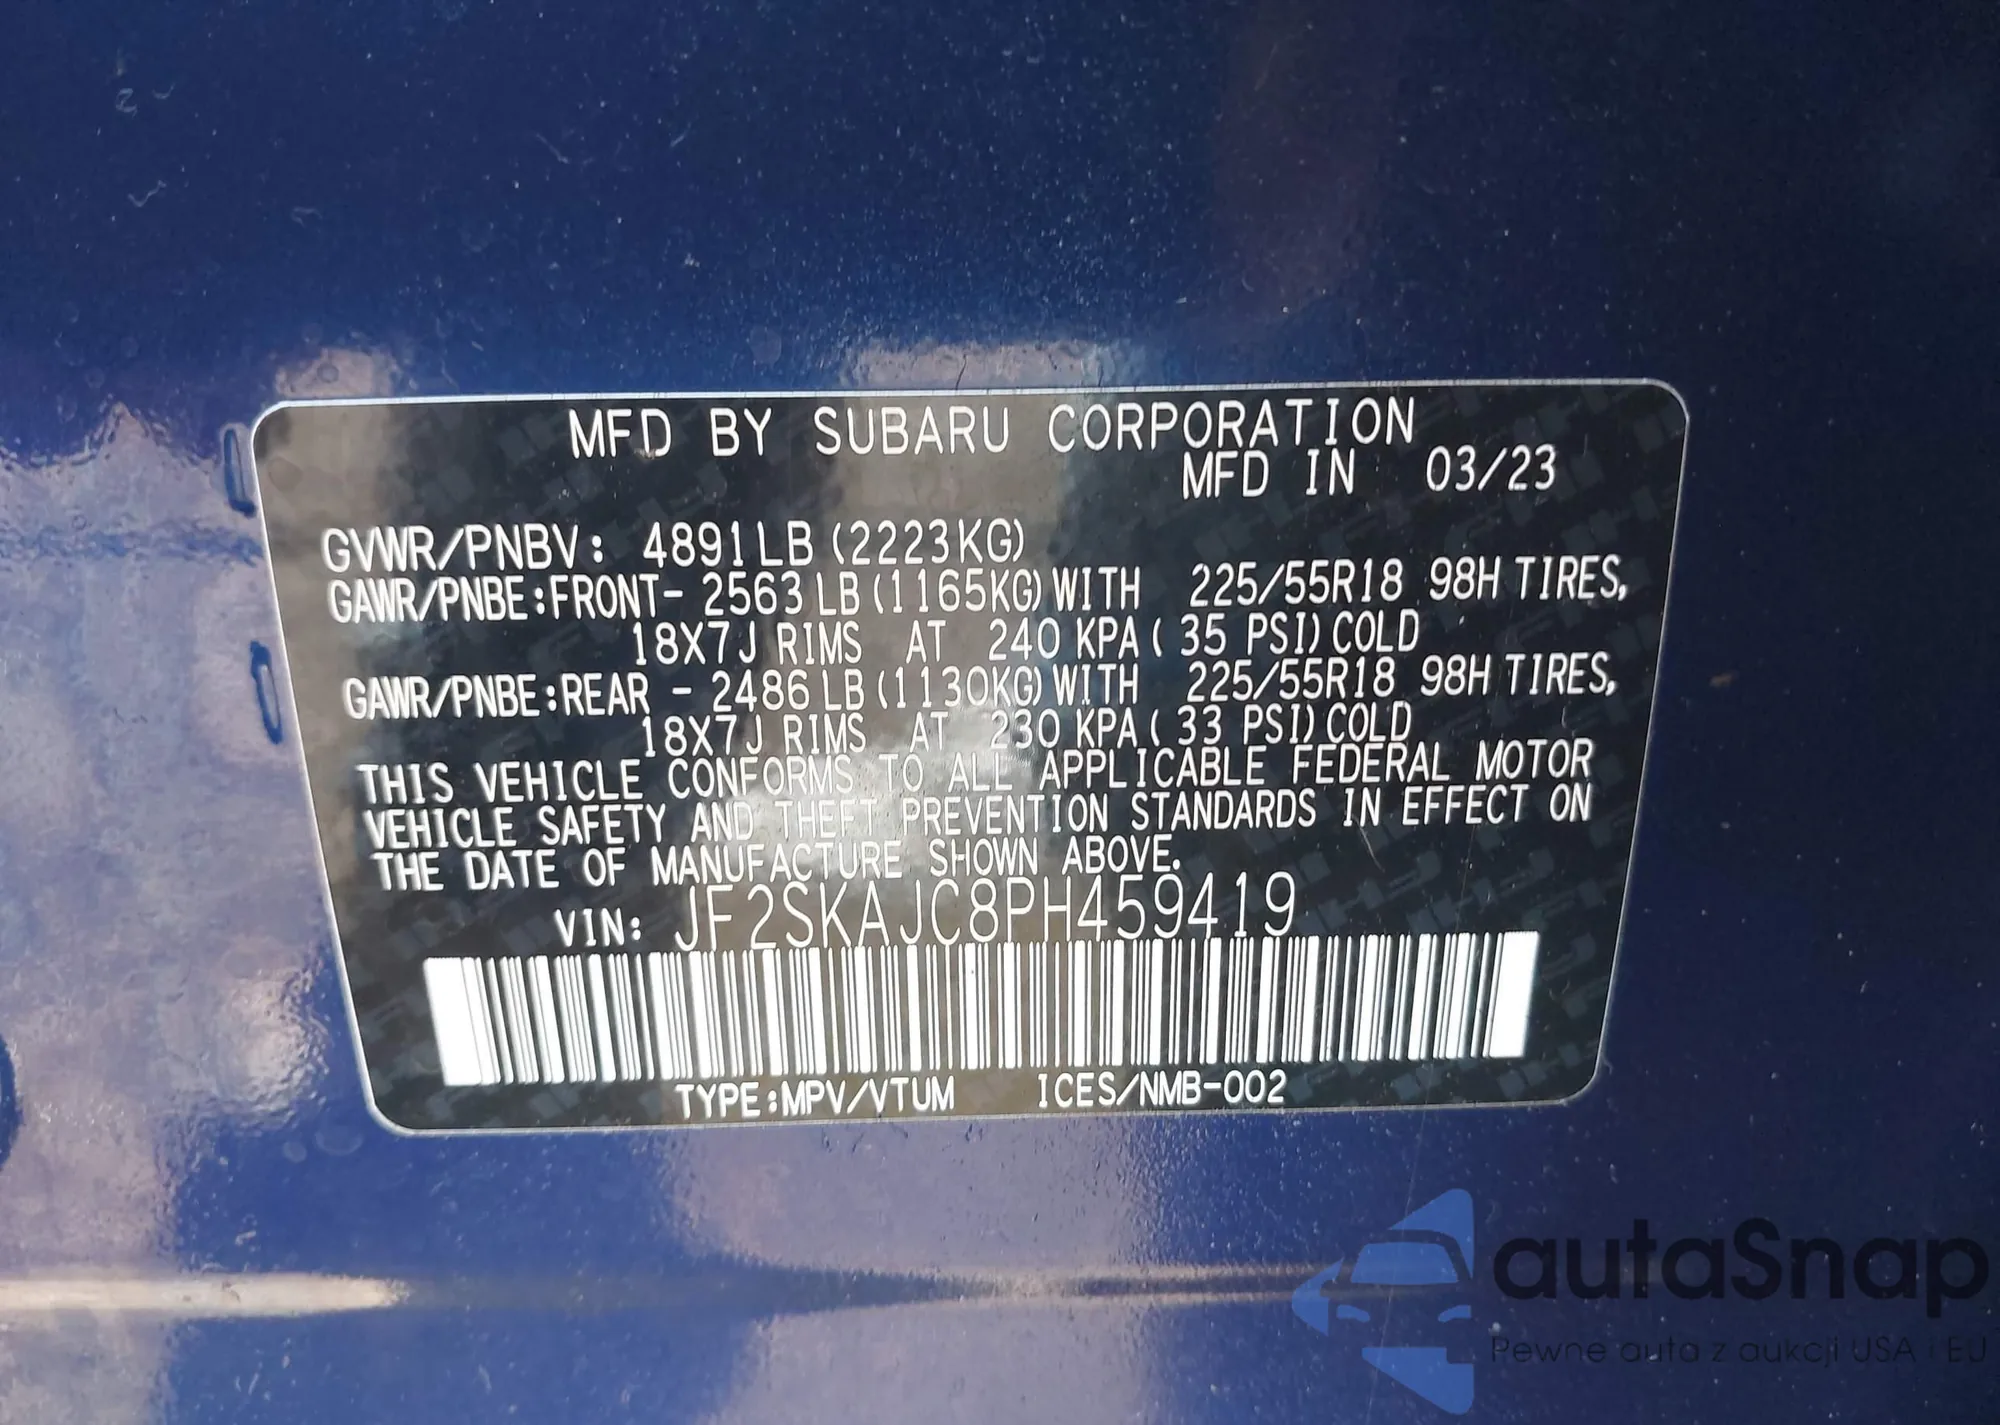 MFD BY SUBARU CORPORATION
MFD IN 03/23
GVWR/PNBV: 4891LB (2223KG)
GAWR/PNBE:FRONT- 2563 LB (1165KG) WITH 225/55R18 98H TIRES,
18X7J RIMS AT 240 KPA ( 35 PSI) COLD
GAWR/PNBE:REAR - 2486 LB (1130KG) WITH 225/55R18 98H TIRES,
18X7J RIMS AT 230 KPA ( 33 PSI) COLD
THIS VEHICLE CONFORMS TO ALL APPLICABLE FEDERAL MOTOR
VEHICLE SAFETY AND THEFT PREVENTION STANDARDS IN EFFECT ON
THE DATE OF MANUFACTURE SHOWN ABOVE.
VIN: JF2SKAJC8PH459419
TYPE:MPV/VTUM ICES/NMB-002
autaSnap
Pewne auta z aukcji USA i EU